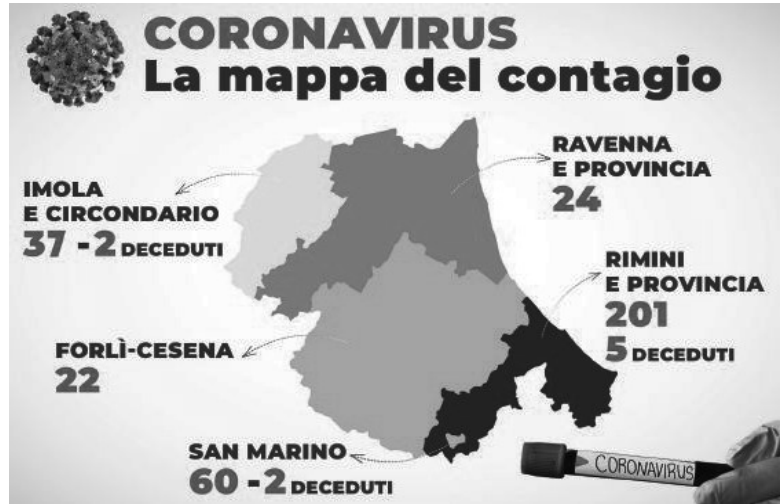 CORONAVIRUS
La mappa del contagio
RAVENNA
E PROVINCIA
24
IMOLA
E CIRCONDARIO
37 - 2 DECEDUTI
RIMINI
E PROVINCIA
201
5 DECEDUTI
FORLÌ-CESENA
22
SAN MARINO
60 - 2 DECEDUTI
CORONAVIRUS